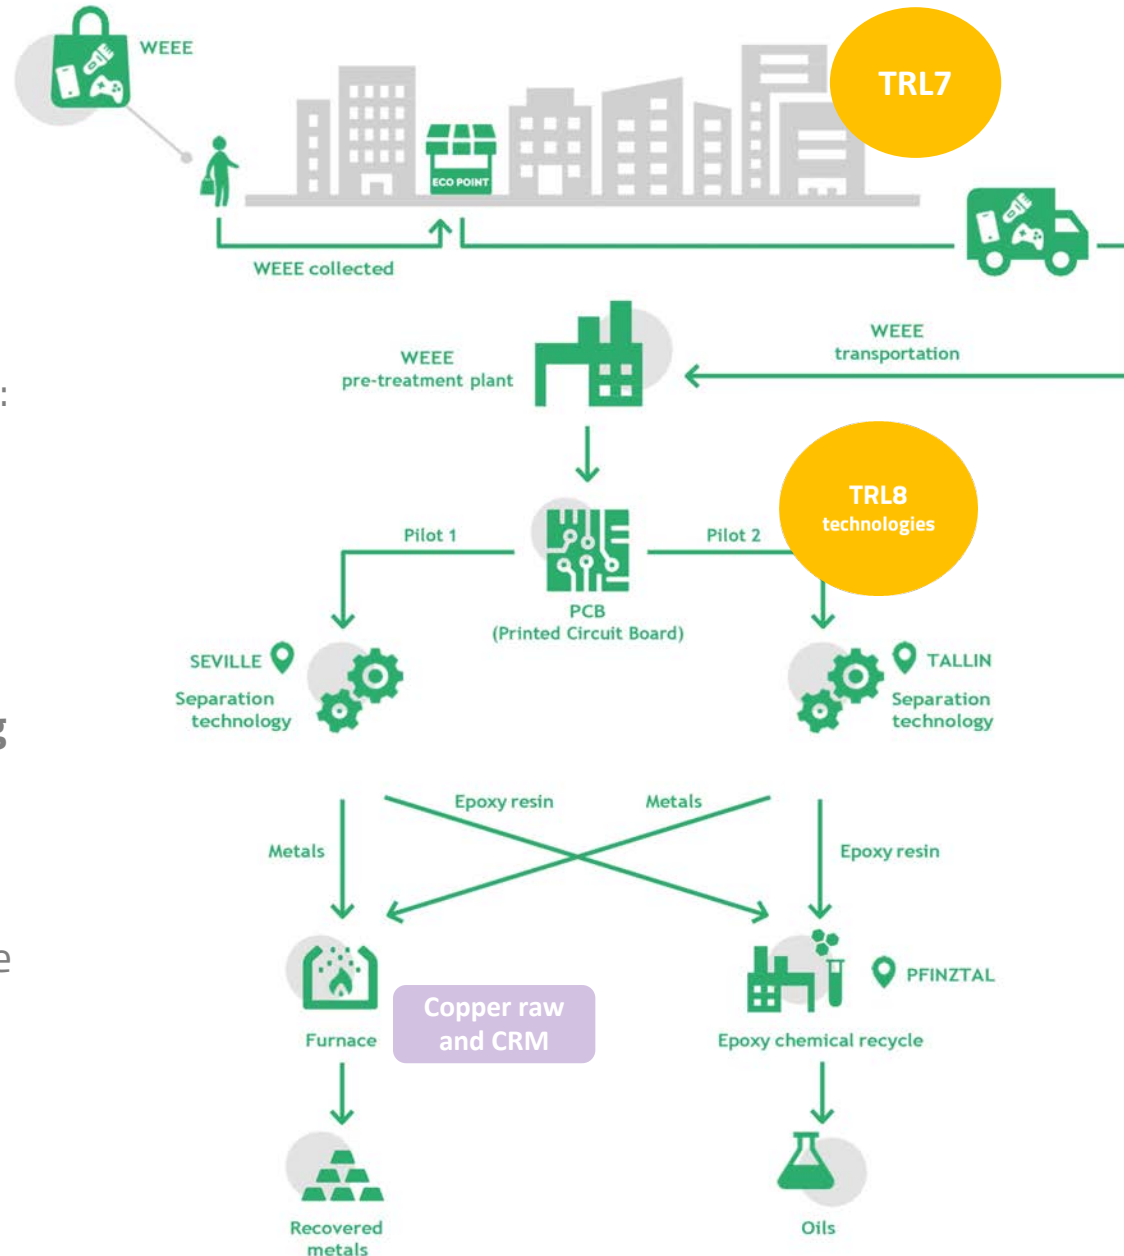 WEEE
TRL7
ECO POINT
WEEE collected
WEEE
transportation
WEEE
pre-treatment plant
:
TRL8
technologies
Pilot 1
Pilot 2
PCB
(Printed Circuit Board)
SEVILLE
TALLIN
Separation
technology
Separation
technology
g
Epoxy resin
Metals
Metals
Epoxy resin
e
PFINZTAL
Copper raw
and CRM
Furnace
Epoxy chemical recycle
Recovered
metals
Oils